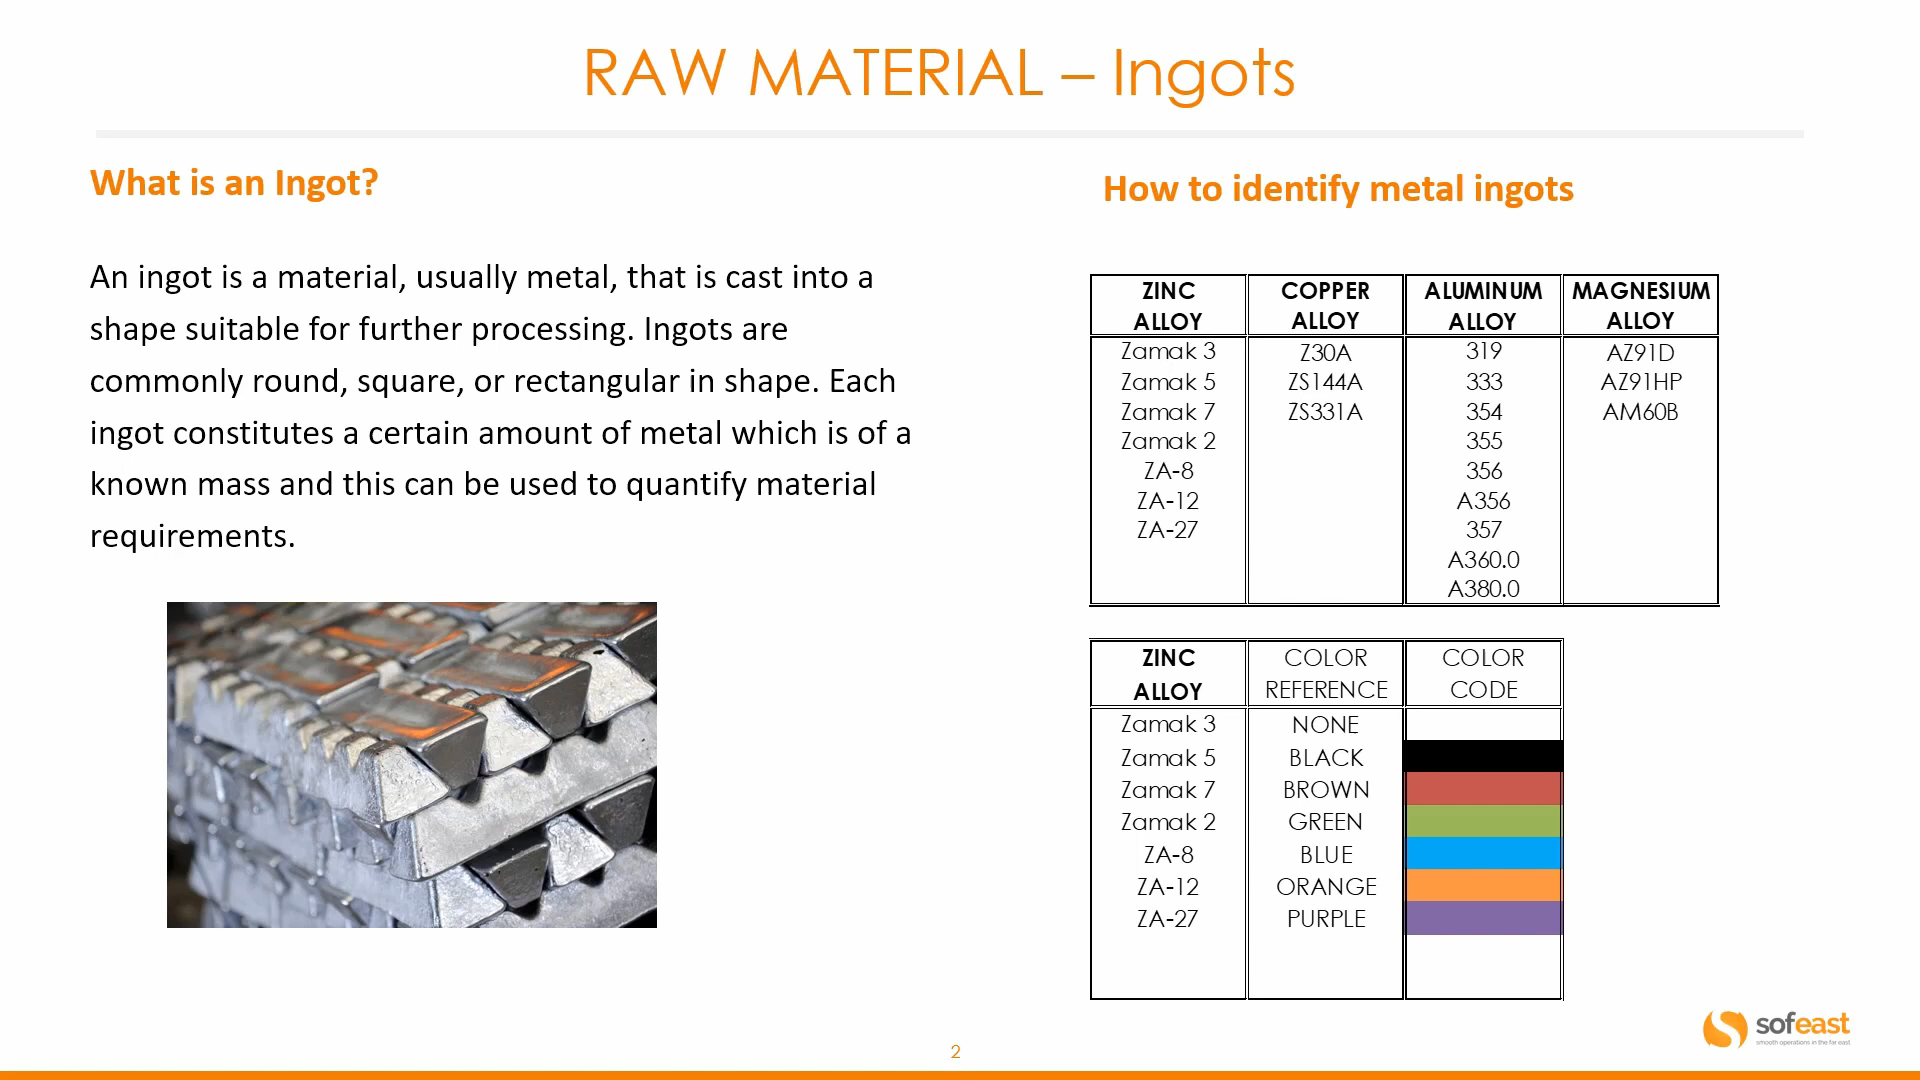 RAW MATERIAL – Ingots
What is an Ingot?
An ingot is a material, usually metal, that is cast into a
shape suitable for further processing. Ingots are
commonly round, square, or rectangular in shape. Each
ingot constitutes a certain amount of metal which is of a
known mass and this can be used to quantify material
requirements.
How to identify metal ingots
ZINC ALLOY COPPER ALLOY ALUMINUM ALLOY MAGNESIUM ALLOY
Zamak 3 Z30A 319 AZ91D
Zamak 5 ZS144A 333 AZ91HP
Zamak 7 ZS331A 354 AM60B
Zamak 2 355
ZA-8 356
ZA-12 A356
ZA-27 357
A360.0
A380.0
ZINC ALLOY COLOR REFERENCE COLOR CODE
Zamak 3 NONE
Zamak 5 BLACK
Zamak 7 BROWN
Zamak 2 GREEN
ZA-8 BLUE
ZA-12 ORANGE
ZA-27 PURPLE
sofeast
smooth operations in the far east
2